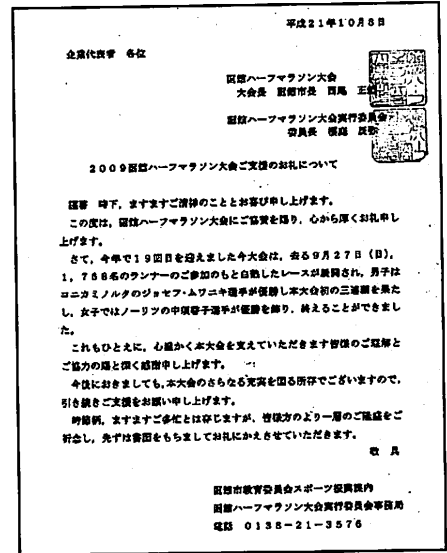 平成21年10月8日
企業代表者 各位
函館ハーフマラソン大会
大会長 函館市長 西尾 正
函館ハーフマラソン大会実行委員会
委員長
2009函館ハーフマラソン大会ご支援のお礼について
謹啓 時下,ますますご清祥のこととお喜び申し上げます。
この度は,函館ハーフマラソン大会にご協賛を賜り,心から厚くお礼申し
上げます。
さて,今年で19回目を迎えました今大会は,去る9月27日(日),
1,768名のランナーのご参加のもと白熱したレースが展開され,男子は
コニカミノルタのジョセフ・ムワニキ選手が優勝し本大会初の三連覇を果た
し,女子ではノーリツの中 選手が優勝を飾り,終えることができまし
た。
これもひとえに,心温かく本大会を支えていただきます皆様のご理解と
ご協力の賜と深く感謝申し上げます。
今後におきましても,本大会のさらなる充実を図る所存でございますので,
引き続きご支援をお願い申し上げます。
時節柄,ますますご多忙とは存じますが,皆様方のより一層のご隆盛をご
祈念し,先ずは書面をもちましてお礼にかえさせていただきます。
敬 具
函館市教育委員会スポーツ振興課内
函館ハーフマラソン大会実行委員会事務局
電話 0138-21-3576